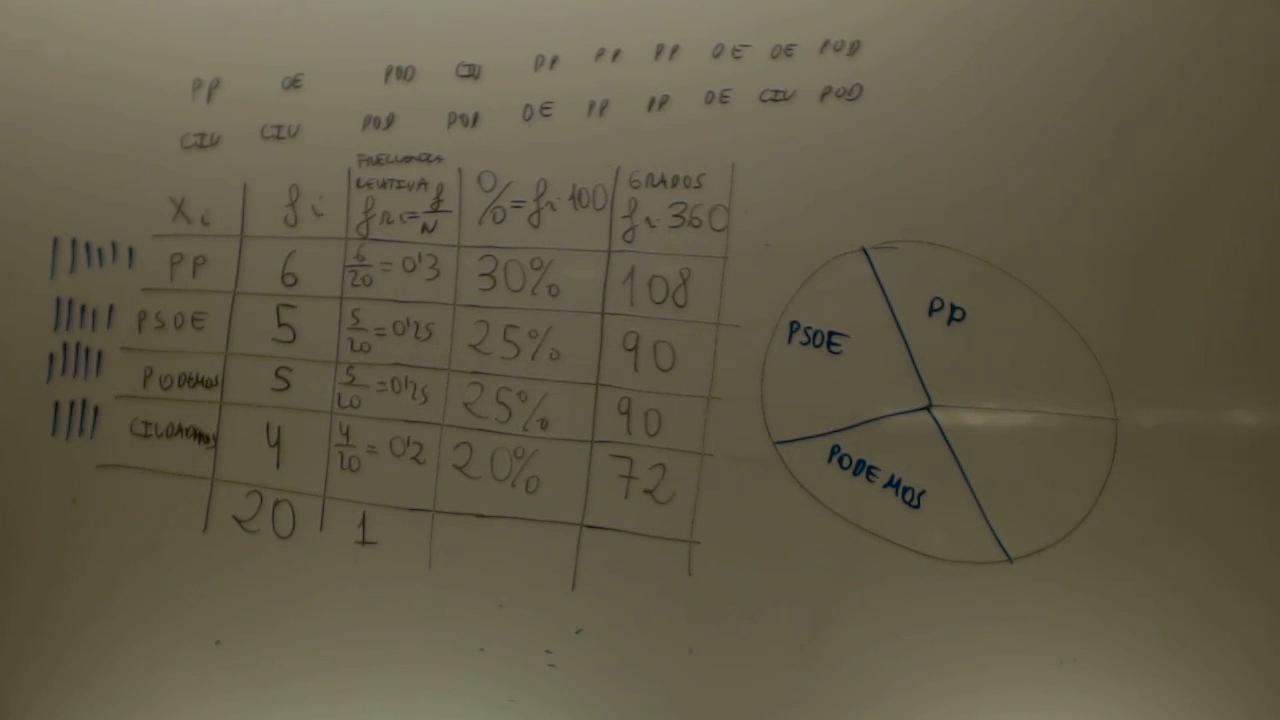 PP OE POD CIU PP PP PP OE OE POD
CIU CIU POD POD OE PP PP OE CIU POD
Xi fi FRECUENCIA RELATIVA fri=f/N %=fr·100 GRADOS fr·360
PP 6 6/20=0'3 30% 108
PSOE 5 5/20=0'25 25% 90
PODEMOS 5 5/20=0'25 25% 90
CIUDADANOS 4 4/20=0'2 20% 72
20 1
PP
PSOE
PODEMOS